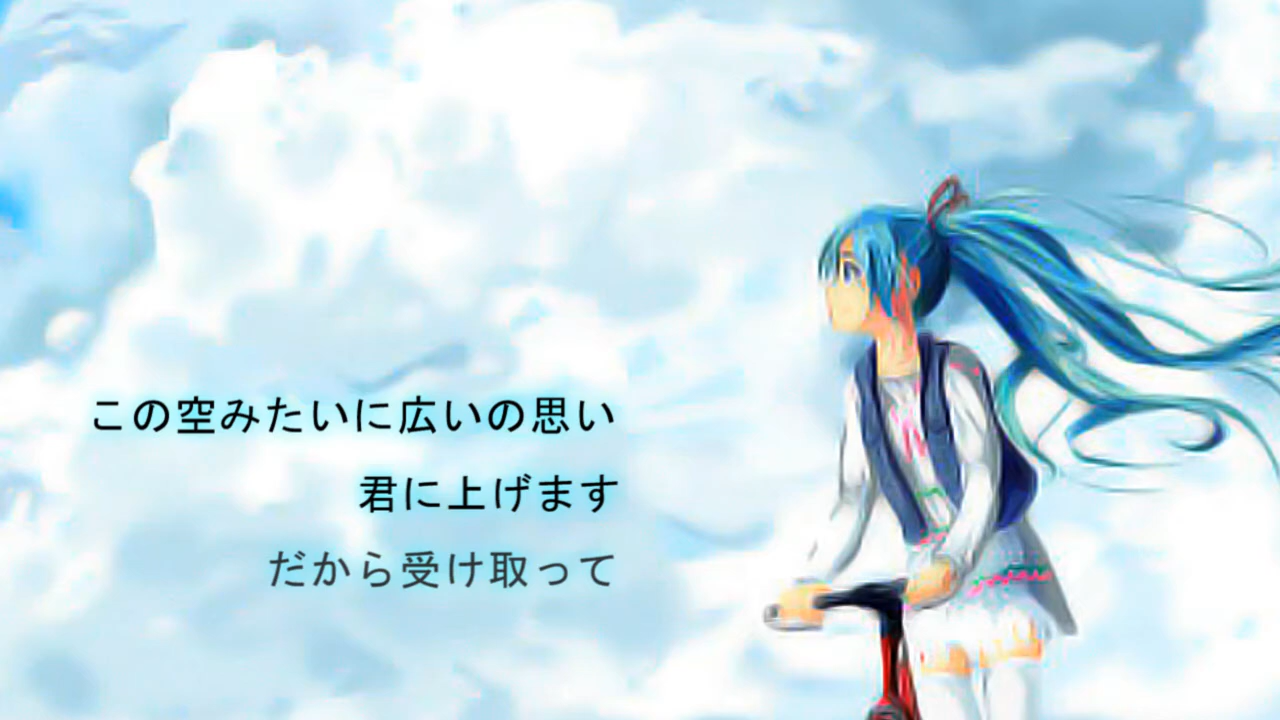 この空みたいに広いの思い
君に上げます
だから受け取って